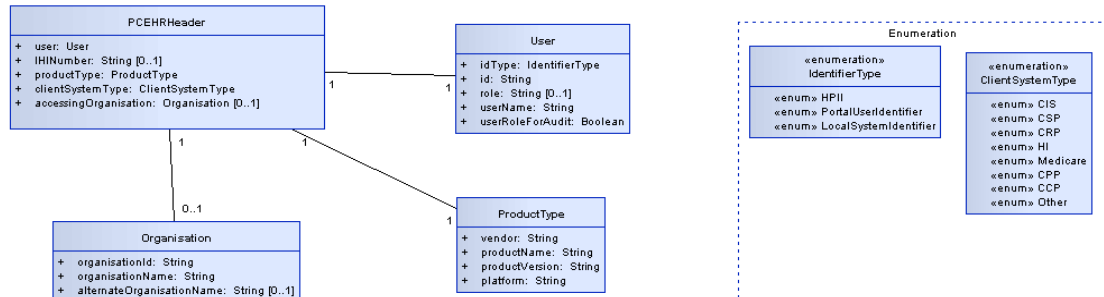 PCEHRHeader
+ user: User
+ IHINumber: String [0..1]
+ productType: ProductType
+ clientSystemType: ClientSystemType
+ accessingOrganisation: Organisation [0..1]
1
1
User
+ idType: IdentifierType
+ id: String
+ role: String [0..1]
+ userName: String
+ userRoleForAudit: Boolean
1
0..1
1
1
Organisation
+ organisationId: String
+ organisationName: String
+ alternateOrganisationName: String [0..1]
ProductType
+ vendor: String
+ productName: String
+ productVersion: String
+ platform: String
Enumeration
«enumeration»
IdentifierType
«enum» HPII
«enum» PortalUserIdentifier
«enum» LocalSystemIdentifier
«enumeration»
ClientSystemType
«enum» CIS
«enum» CSP
«enum» CRP
«enum» HI
«enum» Medicare
«enum» CPP
«enum» CCP
«enum» Other